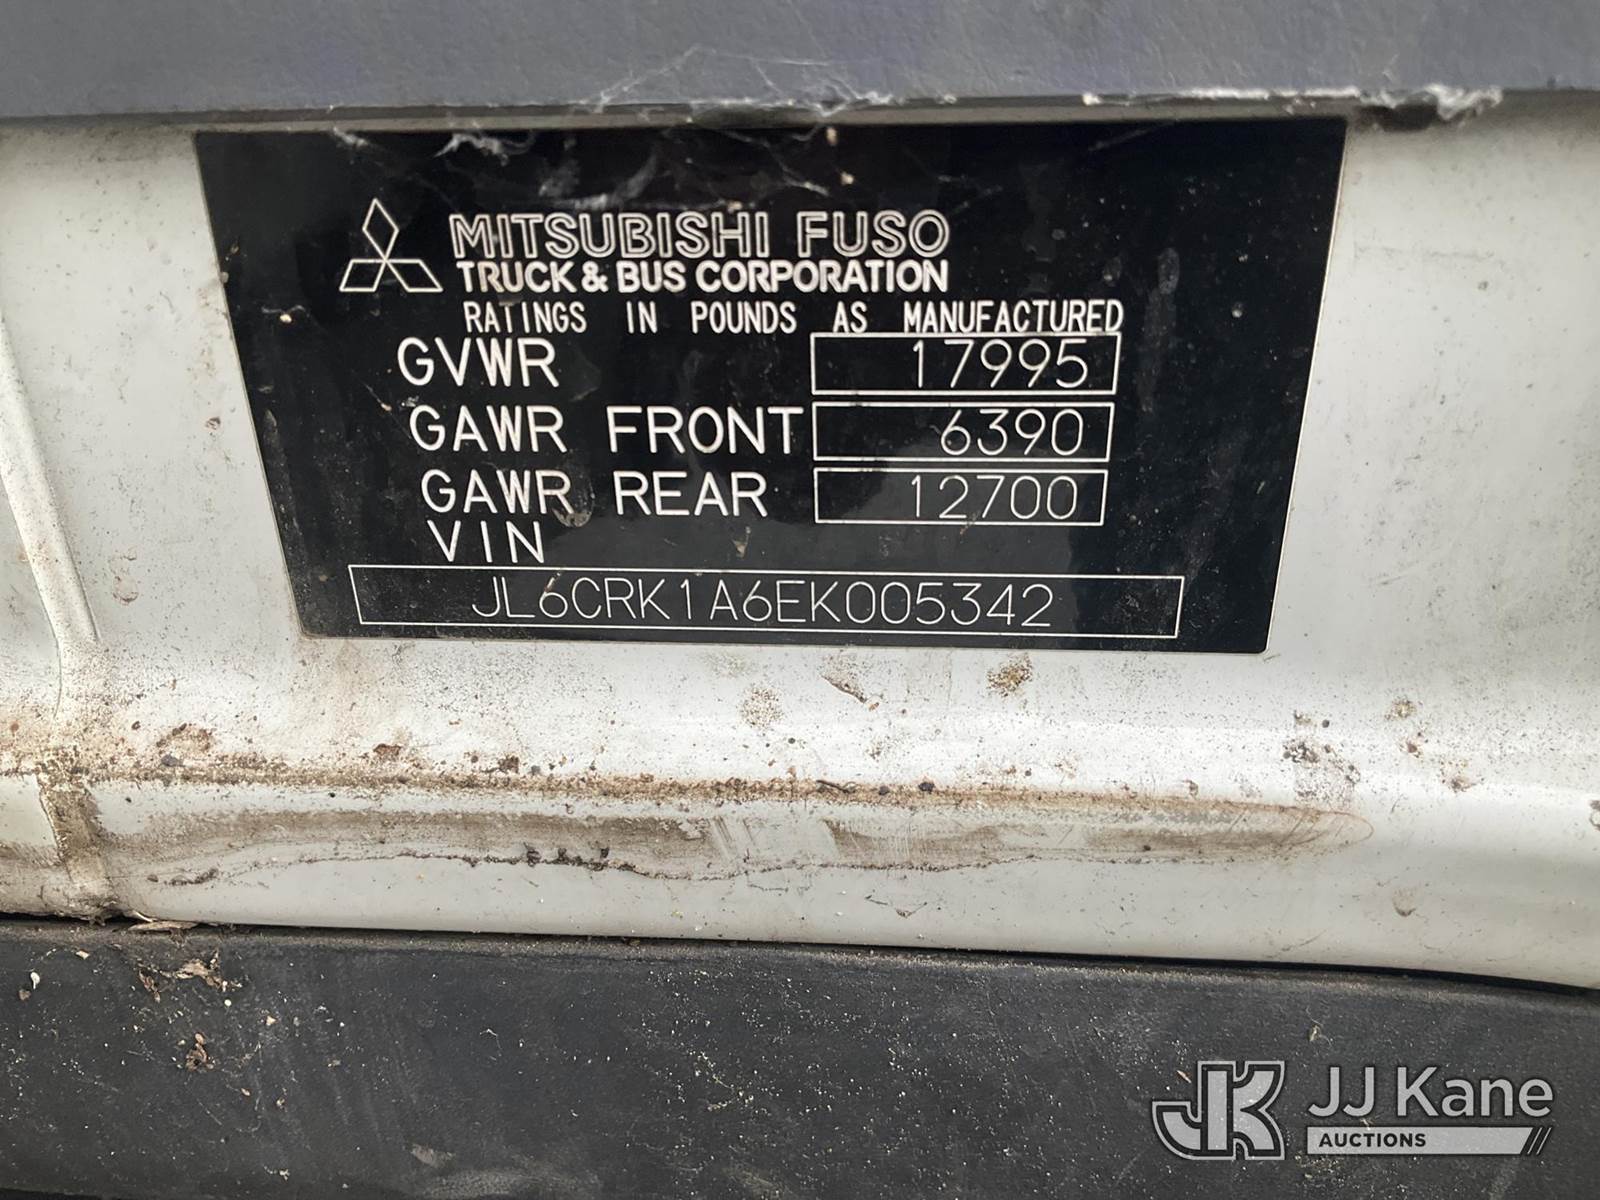 MITSUBISHI FUSO
TRUCK & BUS CORPORATION
RATINGS IN POUNDS AS MANUFACTURED
GVWR 17995
GAWR FRONT 6390
GAWR REAR 12700
VIN
JL6CRK1A6EK005342
JJ Kane
AUCTIONS